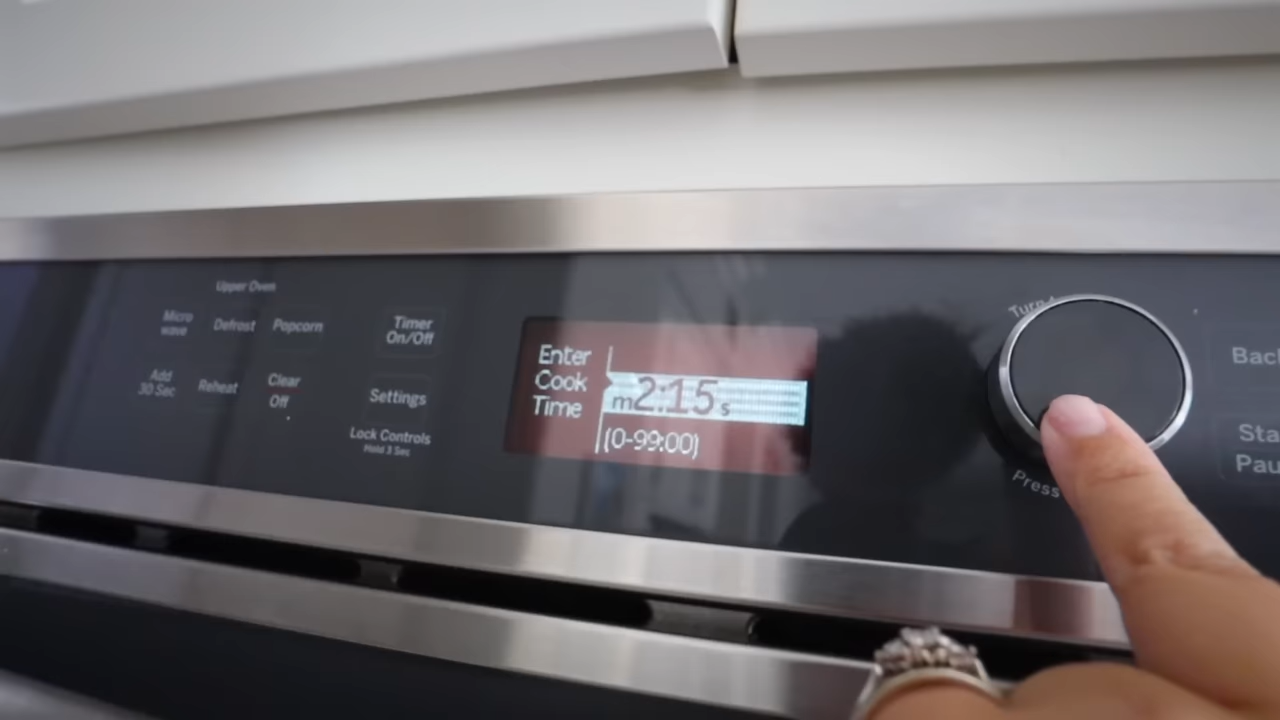 Upper Oven
Micro
wave
Defrost
Popcorn
Add
30 Sec
Reheat
Clear
Off
Timer
On/Off
Settings
Lock Controls
Hold 3 Sec
Enter
Cook
Time
m2:15s
(0-99:00)
Turn
Press